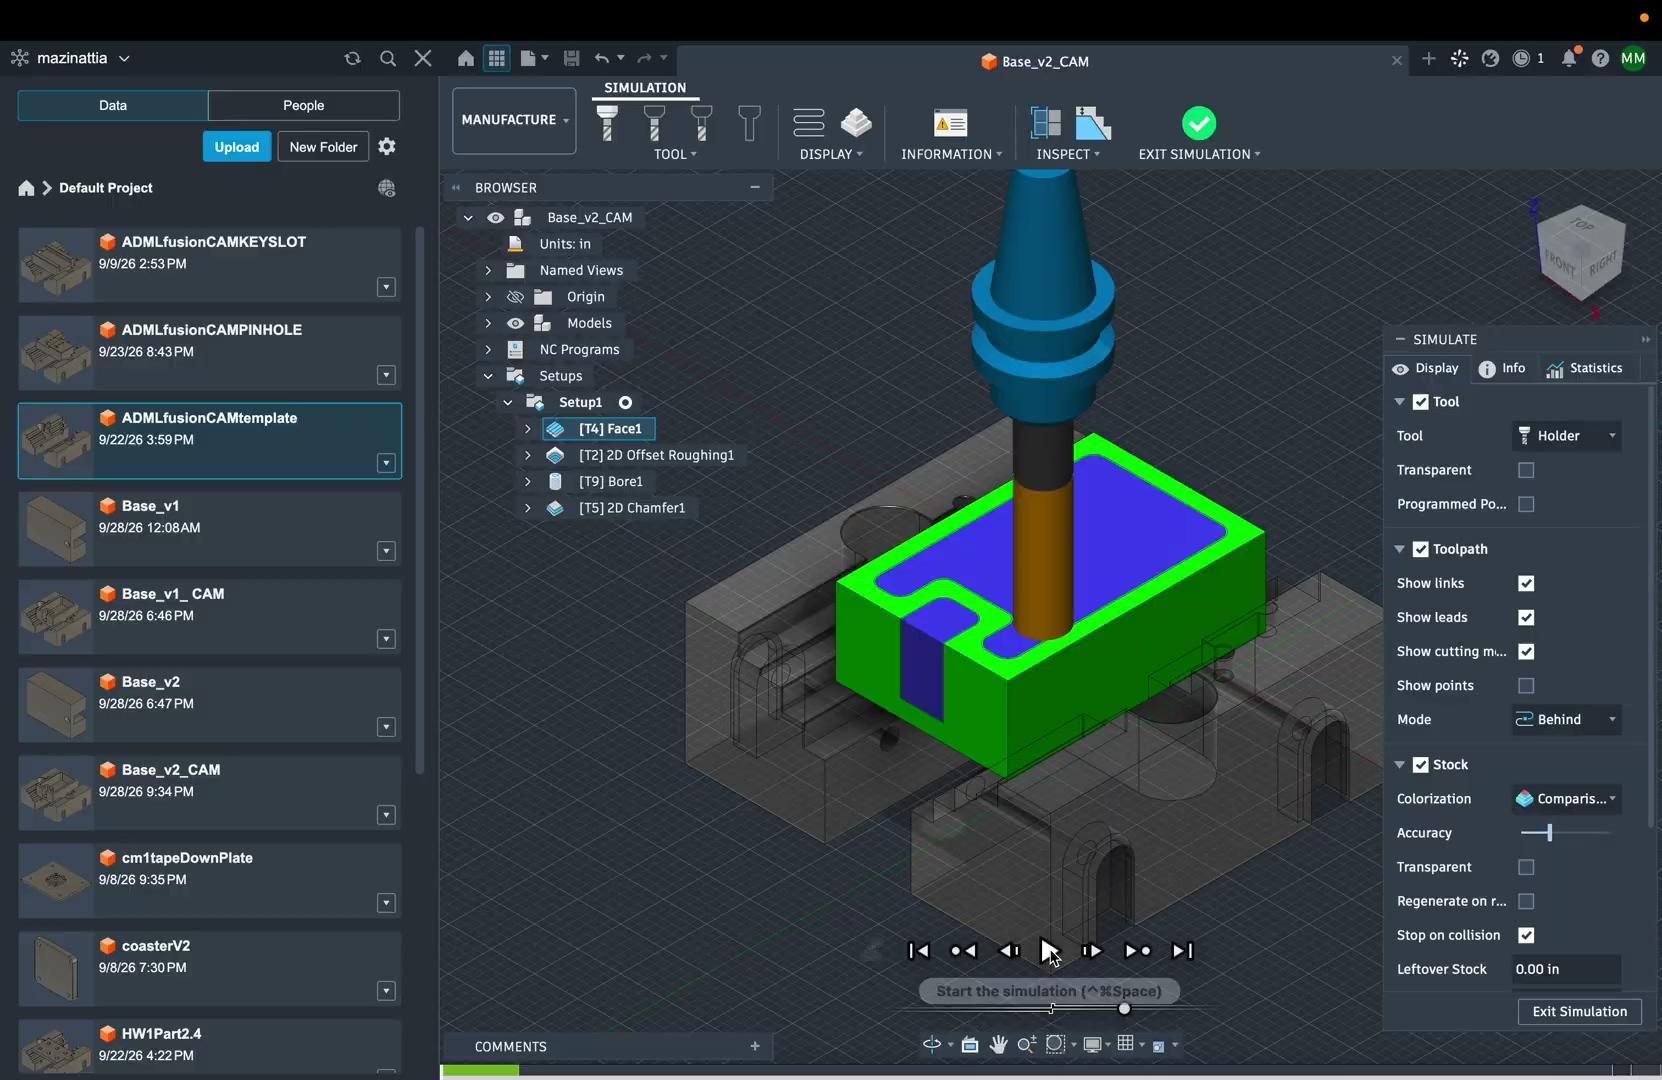 mazinattia
Base_v2_CAM
1
MM
Data
People
Upload
New Folder
Default Project
ADMLfusionCAMKEYSLOT
9/9/26 2:53 PM
ADMLfusionCAMPINHOLE
9/23/26 8:43 PM
ADMLfusionCAMtemplate
9/22/26 3:59 PM
Base_v1
9/28/26 12:08 AM
Base_v1_ CAM
9/28/26 6:46 PM
Base_v2
9/28/26 6:47 PM
Base_v2_CAM
9/28/26 9:34 PM
cm1tapeDownPlate
9/8/26 9:35 PM
coasterV2
9/8/26 7:30 PM
HW1Part2.4
9/22/26 4:22 PM
MANUFACTURE
SIMULATION
TOOL
DISPLAY
INFORMATION
INSPECT
EXIT SIMULATION
BROWSER
Base_v2_CAM
Units: in
Named Views
Origin
Models
NC Programs
Setups
Setup1
[T4] Face1
[T2] 2D Offset Roughing1
[T9] Bore1
[T5] 2D Chamfer1
Z
TOP
FRONT
RIGHT
X
SIMULATE
Display
Info
Statistics
Tool
Tool Holder
Transparent
Programmed Po...
Toolpath
Show links
Show leads
Show cutting m...
Show points
Mode Behind
Stock
Colorization Comparis...
Accuracy
Transparent
Regenerate on r...
Stop on collision
Leftover Stock 0.00 in
Exit Simulation
Start the simulation (^⌘Space)
COMMENTS